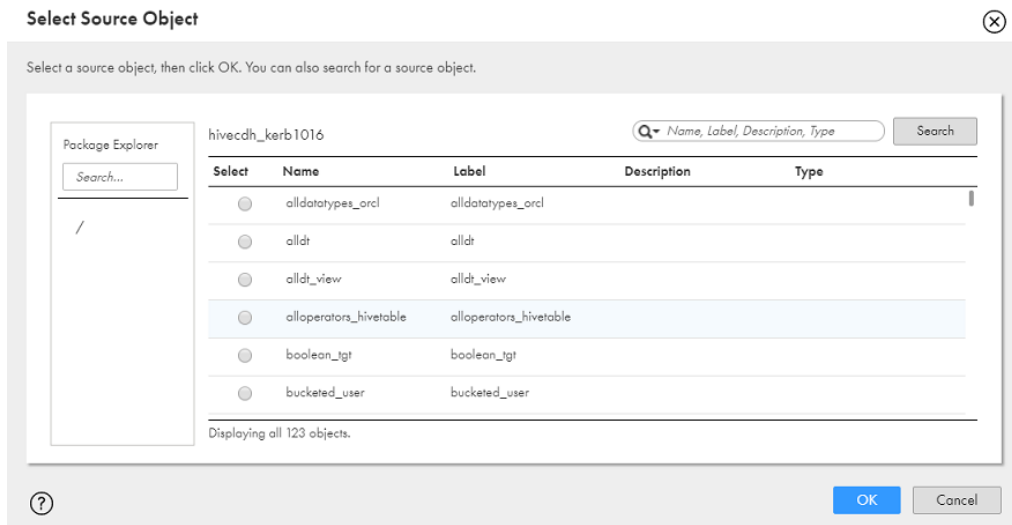 Select Source Object
Select a source object, then click OK. You can also search for a source object.
Package Explorer
Search...
/
hivecdh_kerb1016
Name, Label, Description, Type
Search
Select Name Label Description Type
alldatatypes_orcl alldatatypes_orcl
alldt alldt
alldt_view alldt_view
alloperators_hivetable alloperators_hivetable
boolean_tgt boolean_tgt
bucketed_user bucketed_user
Displaying all 123 objects.
?
OK Cancel